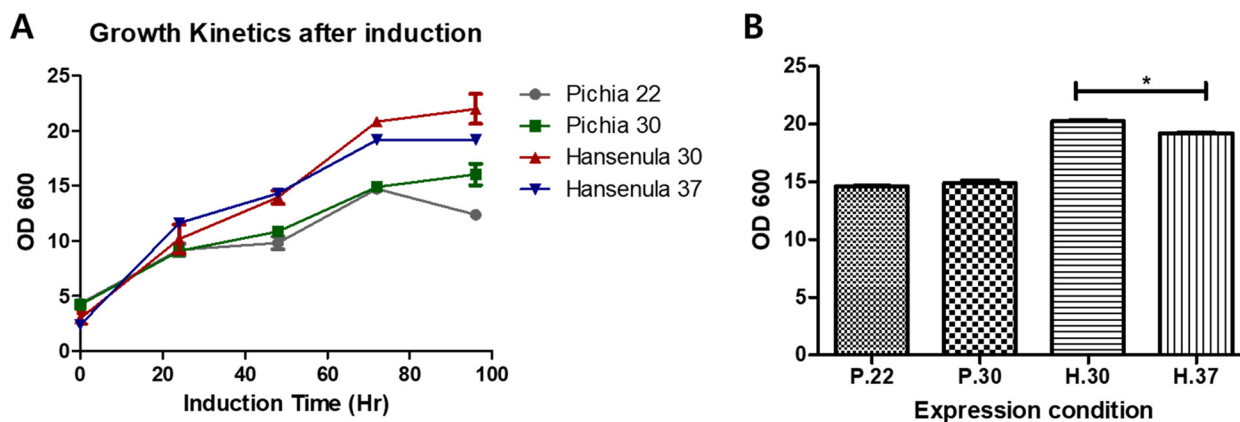 A
Growth Kinetics after induction
25
20
15
10
5
0
OD 600
0 20 40 60 80 100
Induction Time (Hr)
Pichia 22
Pichia 30
Hansenula 30
Hansenula 37
B
25
20
15
10
5
0
OD 600
*
P.22 P.30 H.30 H.37
Expression condition